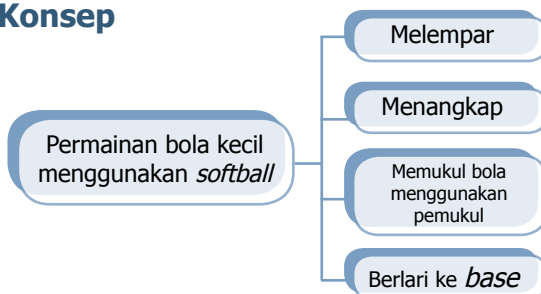 Konsep
Permainan bola kecil
menggunakan softball
Melempar
Menangkap
Memukul bola
menggunakan
pemukul
Berlari ke base